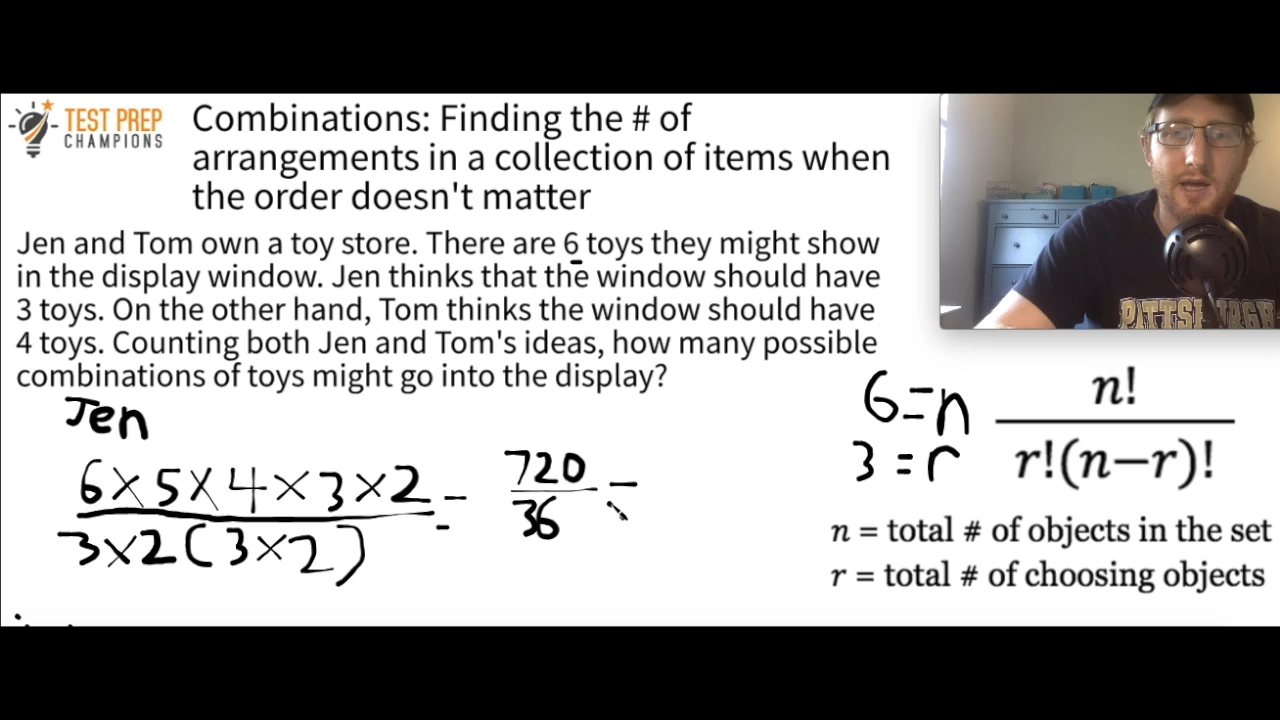 TEST PREP
CHAMPIONS
Combinations: Finding the # of
arrangements in a collection of items when
the order doesn't matter
Jen and Tom own a toy store. There are 6 toys they might show
in the display window. Jen thinks that the window should have
3 toys. On the other hand, Tom thinks the window should have
4 toys. Counting both Jen and Tom's ideas, how many possible
combinations of toys might go into the display?
Jen
6×5×4×3×2
3×2(3×2)
=
720
36
=
6=n
3=r
n!
r!(n−r)!
n = total # of objects in the set
r = total # of choosing objects
PITTSBURGH